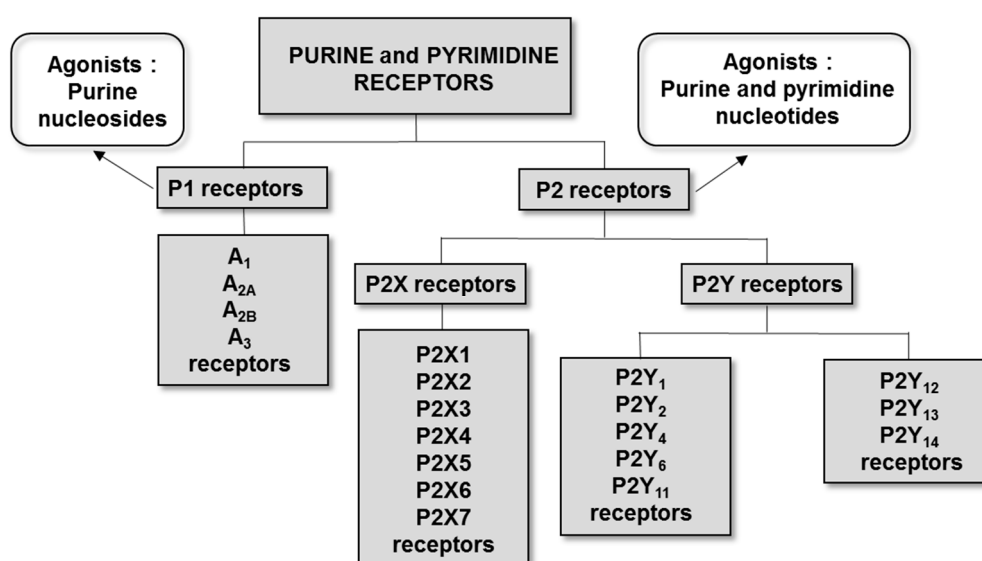 PURINE and PYRIMIDINE
RECEPTORS
Agonists :
Purine
nucleosides
Agonists :
Purine and pyrimidine
nucleotides
P1 receptors
P2 receptors
A₁
A₂A
A₂B
A₃
receptors
P2X receptors
P2Y receptors
P2X1
P2X2
P2X3
P2X4
P2X5
P2X6
P2X7
receptors
P2Y₁
P2Y₂
P2Y₄
P2Y₆
P2Y₁₁
receptors
P2Y₁₂
P2Y₁₃
P2Y₁₄
receptors